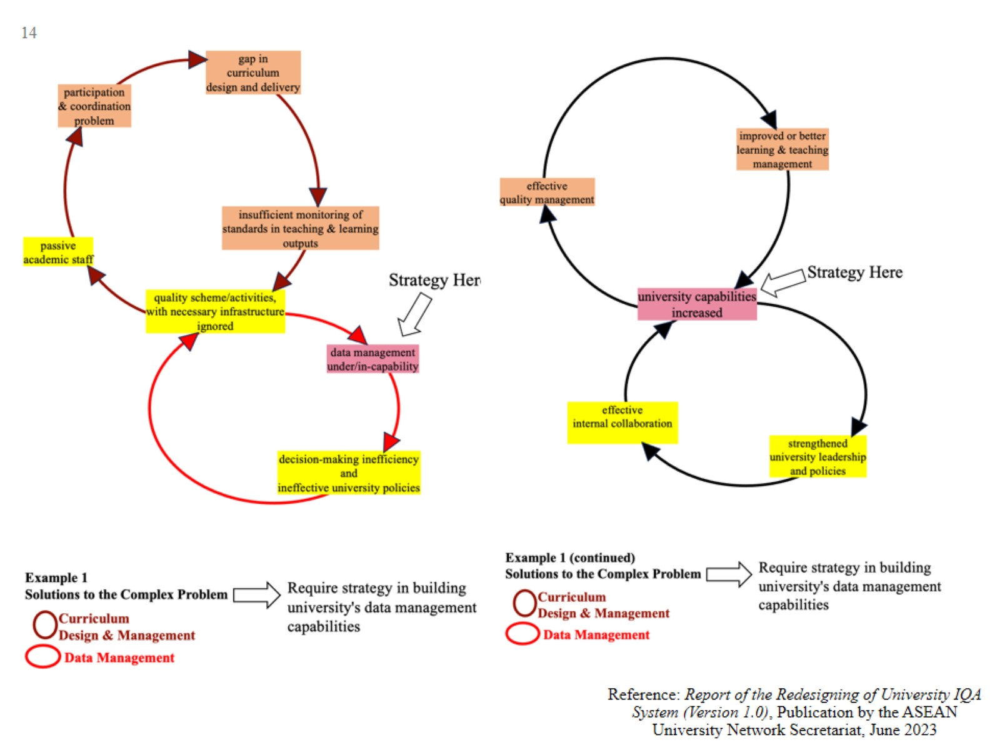 14
gap in
curriculum
design and delivery
participation
& coordination
problem
insufficient monitoring of
standards in teaching & learning
outputs
passive
academic staff
quality scheme/activities,
with necessary infrastructure
ignored
Strategy Her
data management
under/in-capability
decision-making inefficiency
and
ineffective university policies
Example 1
Solutions to the Complex Problem
Require strategy in building
university's data management
capabilities
Curriculum
Design & Management
Data Management
improved or better
learning & teaching
management
effective
quality management
Strategy Here
university capabilities
increased
effective
internal collaboration
strengthened
university leadership
and policies
Example 1 (continued)
Solutions to the Complex Problem
Require strategy in building
university's data management
capabilities
Curriculum
Design & Management
Data Management
Reference: Report of the Redesigning of University IQA
System (Version 1.0), Publication by the ASEAN
University Network Secretariat, June 2023